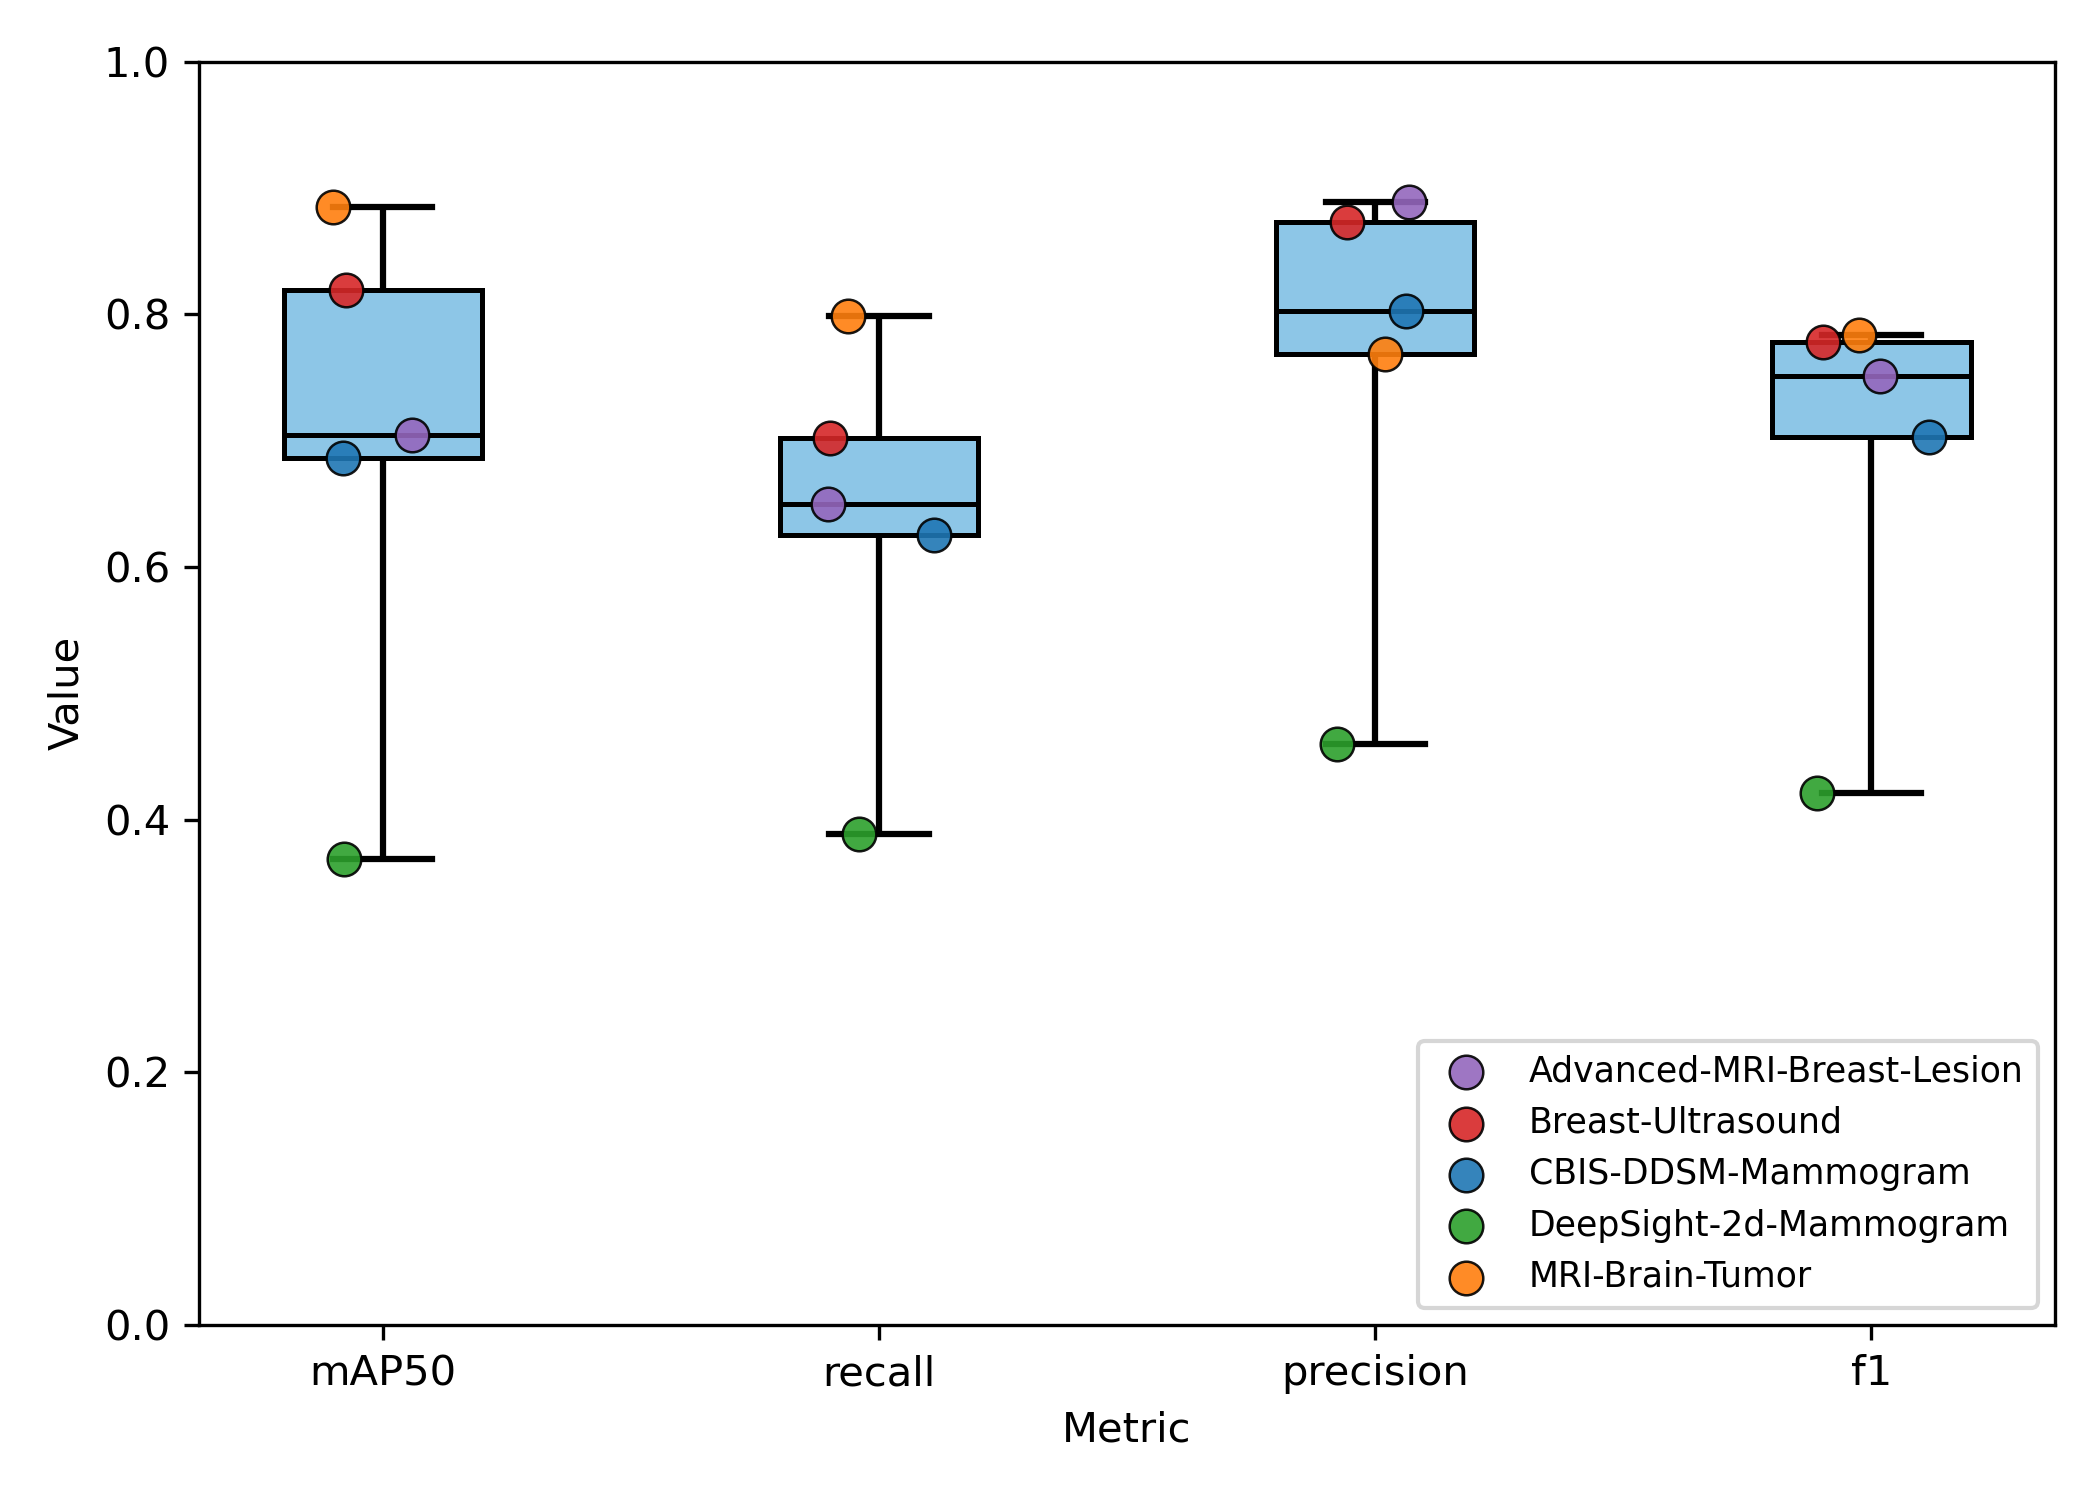 1.0
0.8
0.6
0.4
0.2
0.0
Value
mAP50
recall
precision
f1
Metric
Advanced-MRI-Breast-Lesion
Breast-Ultrasound
CBIS-DDSM-Mammogram
DeepSight-2d-Mammogram
MRI-Brain-Tumor